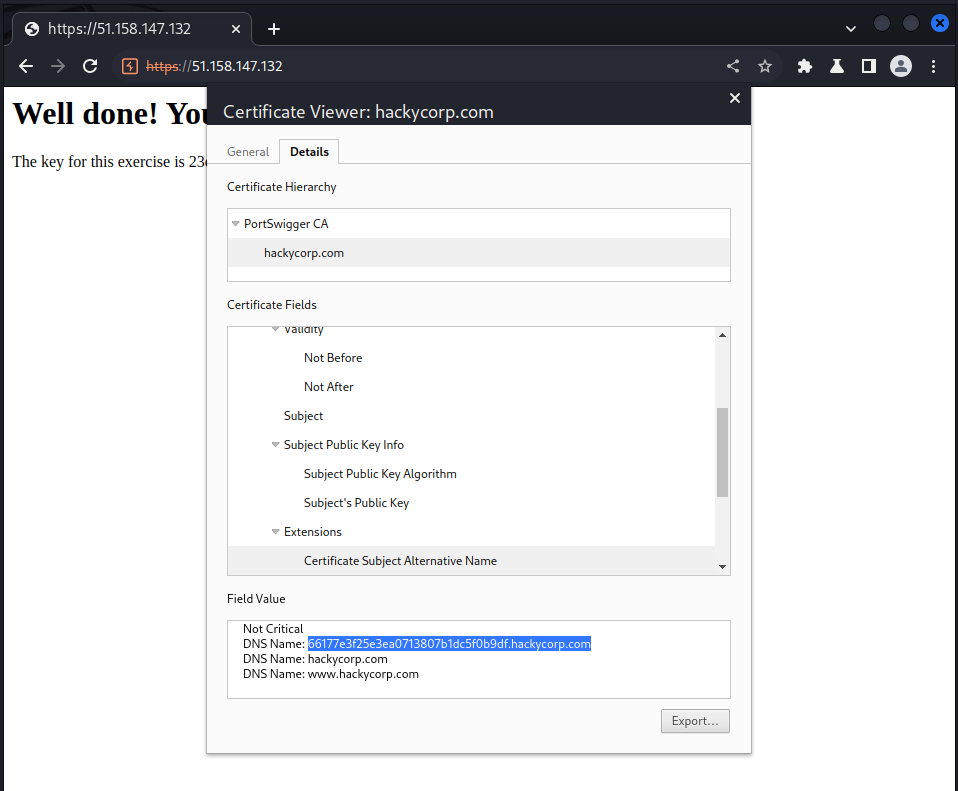 https://51.158.147.132
https://51.158.147.132
Well done! You
The key for this exercise is 23
Certificate Viewer: hackycorp.com
General
Details
Certificate Hierarchy
PortSwigger CA
hackycorp.com
Certificate Fields
Validity
Not Before
Not After
Subject
Subject Public Key Info
Subject Public Key Algorithm
Subject's Public Key
Extensions
Certificate Subject Alternative Name
Field Value
Not Critical
DNS Name: 66177e3f25e3ea0713807b1dc5f0b9df.hackycorp.com
DNS Name: hackycorp.com
DNS Name: www.hackycorp.com
Export...